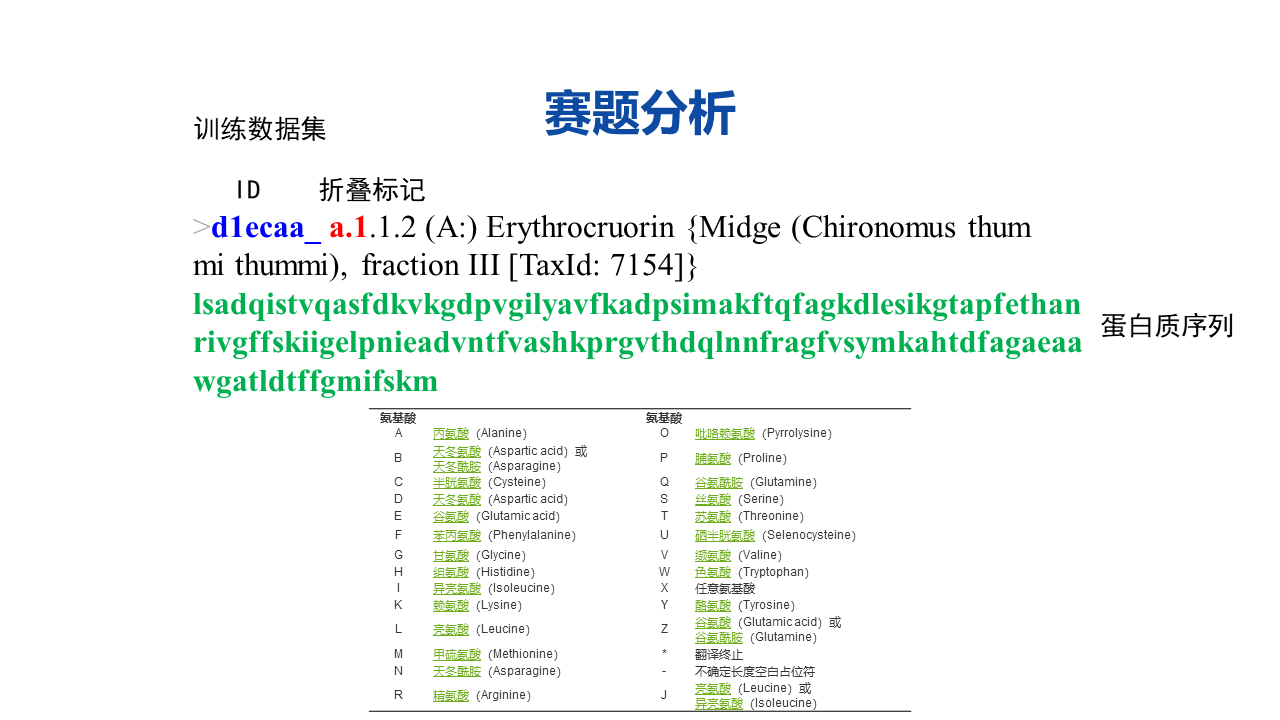 赛题分析
训练数据集
ID 折叠标记
>d1ecaa_ a.1.1.2 (A:) Erythrocruorin {Midge (Chironomus thum
mi thummi), fraction III [TaxId: 7154]}
lsadqistvqasfdkvkgdpvgilyavfkadpsimakftqfagkdlesikgtapfethan
rivgffskiigelpnieadvntfvashkprgvthdqlnnfragfvsymkahtdfagaeaa
wgatldtffgmifskm
蛋白质序列
氨基酸 氨基酸
A 丙氨酸 (Alanine) O 吡咯赖氨酸 (Pyrrolysine)
B 天冬氨酸 (Aspartic acid) 或
天冬酰胺 (Asparagine) P 脯氨酸 (Proline)
C 半胱氨酸 (Cysteine) Q 谷氨酰胺 (Glutamine)
D 天冬氨酸 (Aspartic acid) S 丝氨酸 (Serine)
E 谷氨酸 (Glutamic acid) T 苏氨酸 (Threonine)
F 苯丙氨酸 (Phenylalanine) U 硒半胱氨酸 (Selenocysteine)
G 甘氨酸 (Glycine) V 缬氨酸 (Valine)
H 组氨酸 (Histidine) W 色氨酸 (Tryptophan)
I 异亮氨酸 (Isoleucine) X 任意氨基酸
K 赖氨酸 (Lysine) Y 酪氨酸 (Tyrosine)
L 亮氨酸 (Leucine) Z 谷氨酸 (Glutamic acid) 或
谷氨酰胺 (Glutamine)
M 甲硫氨酸 (Methionine) * 翻译终止
N 天冬酰胺 (Asparagine) - 不确定长度空白占位符
R 精氨酸 (Arginine) J 亮氨酸 (Leucine) 或
异亮氨酸 (Isoleucine)